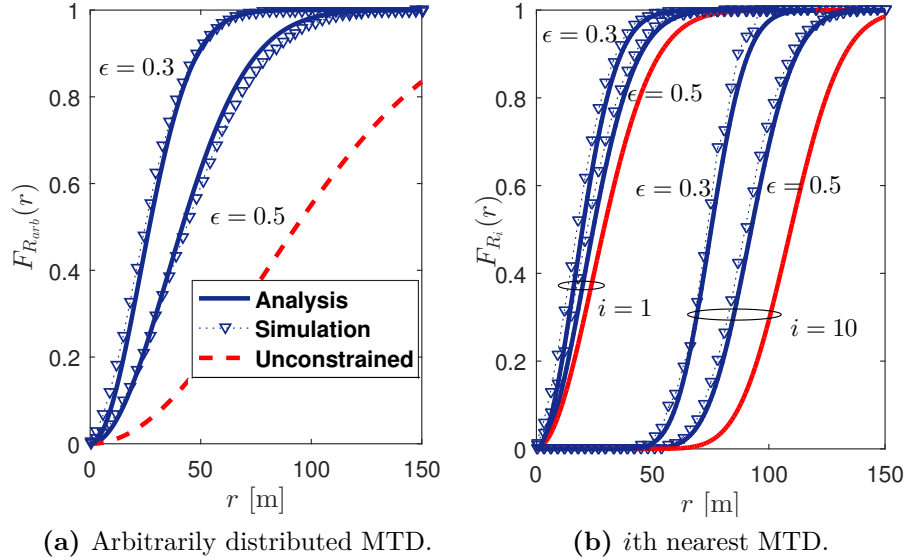 1
0.8
0.6
0.4
0.2
0
F_{R_{arb}}(r)
ϵ = 0.3
ϵ = 0.5
Analysis
Simulation
Unconstrained
0 50 100 150
r [m]
(a) Arbitrarily distributed MTD.
1
0.8
0.6
0.4
0.2
0
F_{R_i}(r)
ϵ = 0.3
ϵ = 0.5
ϵ = 0.3
ϵ = 0.5
i = 1
i = 10
0 50 100 150
r [m]
(b) ith nearest MTD.